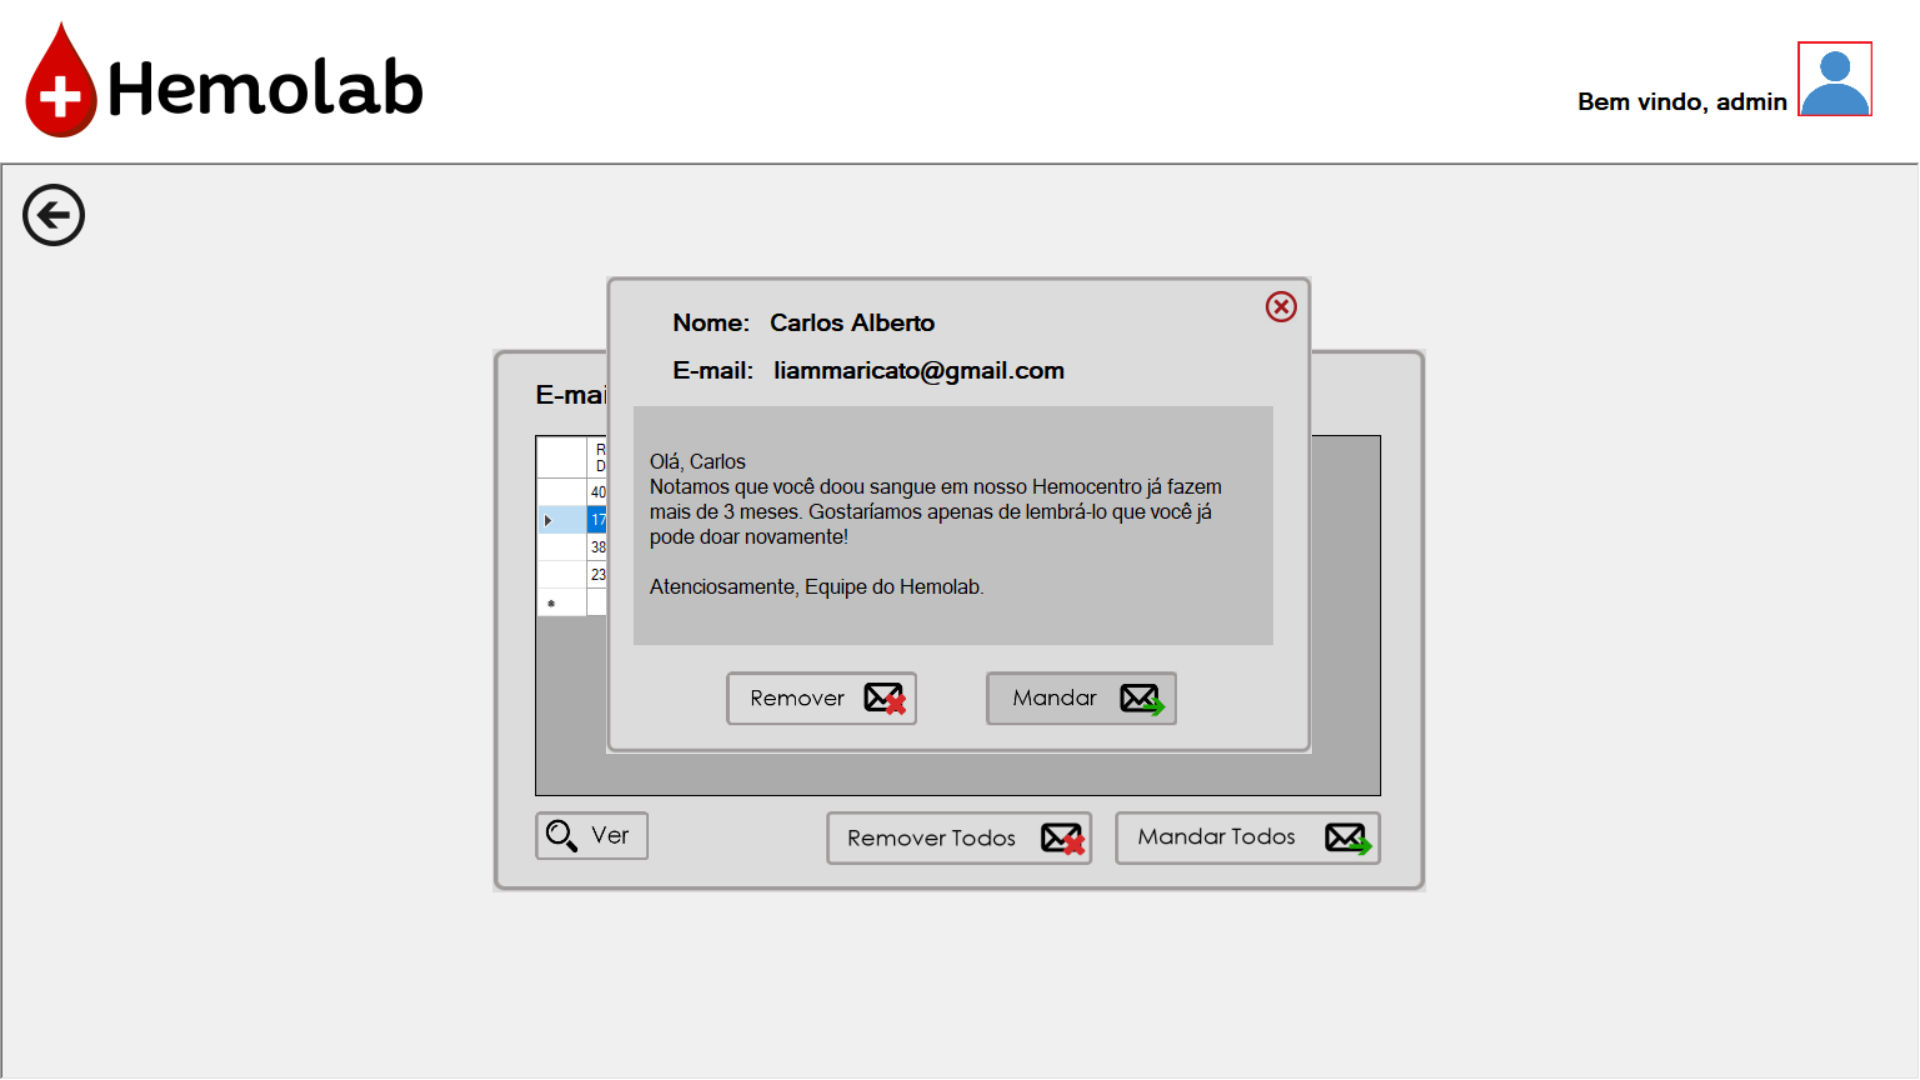 Hemolab
Bem vindo, admin
Nome: Carlos Alberto
E-mail: liammaricato@gmail.com
Olá, Carlos
Notamos que você doou sangue em nosso Hemocentro já fazem
mais de 3 meses. Gostaríamos apenas de lembrá-lo que você já
pode doar novamente!
Atenciosamente, Equipe do Hemolab.
Remover
Mandar
E-mai
R
D
40
17
38
23
Ver
Remover Todos
Mandar Todos